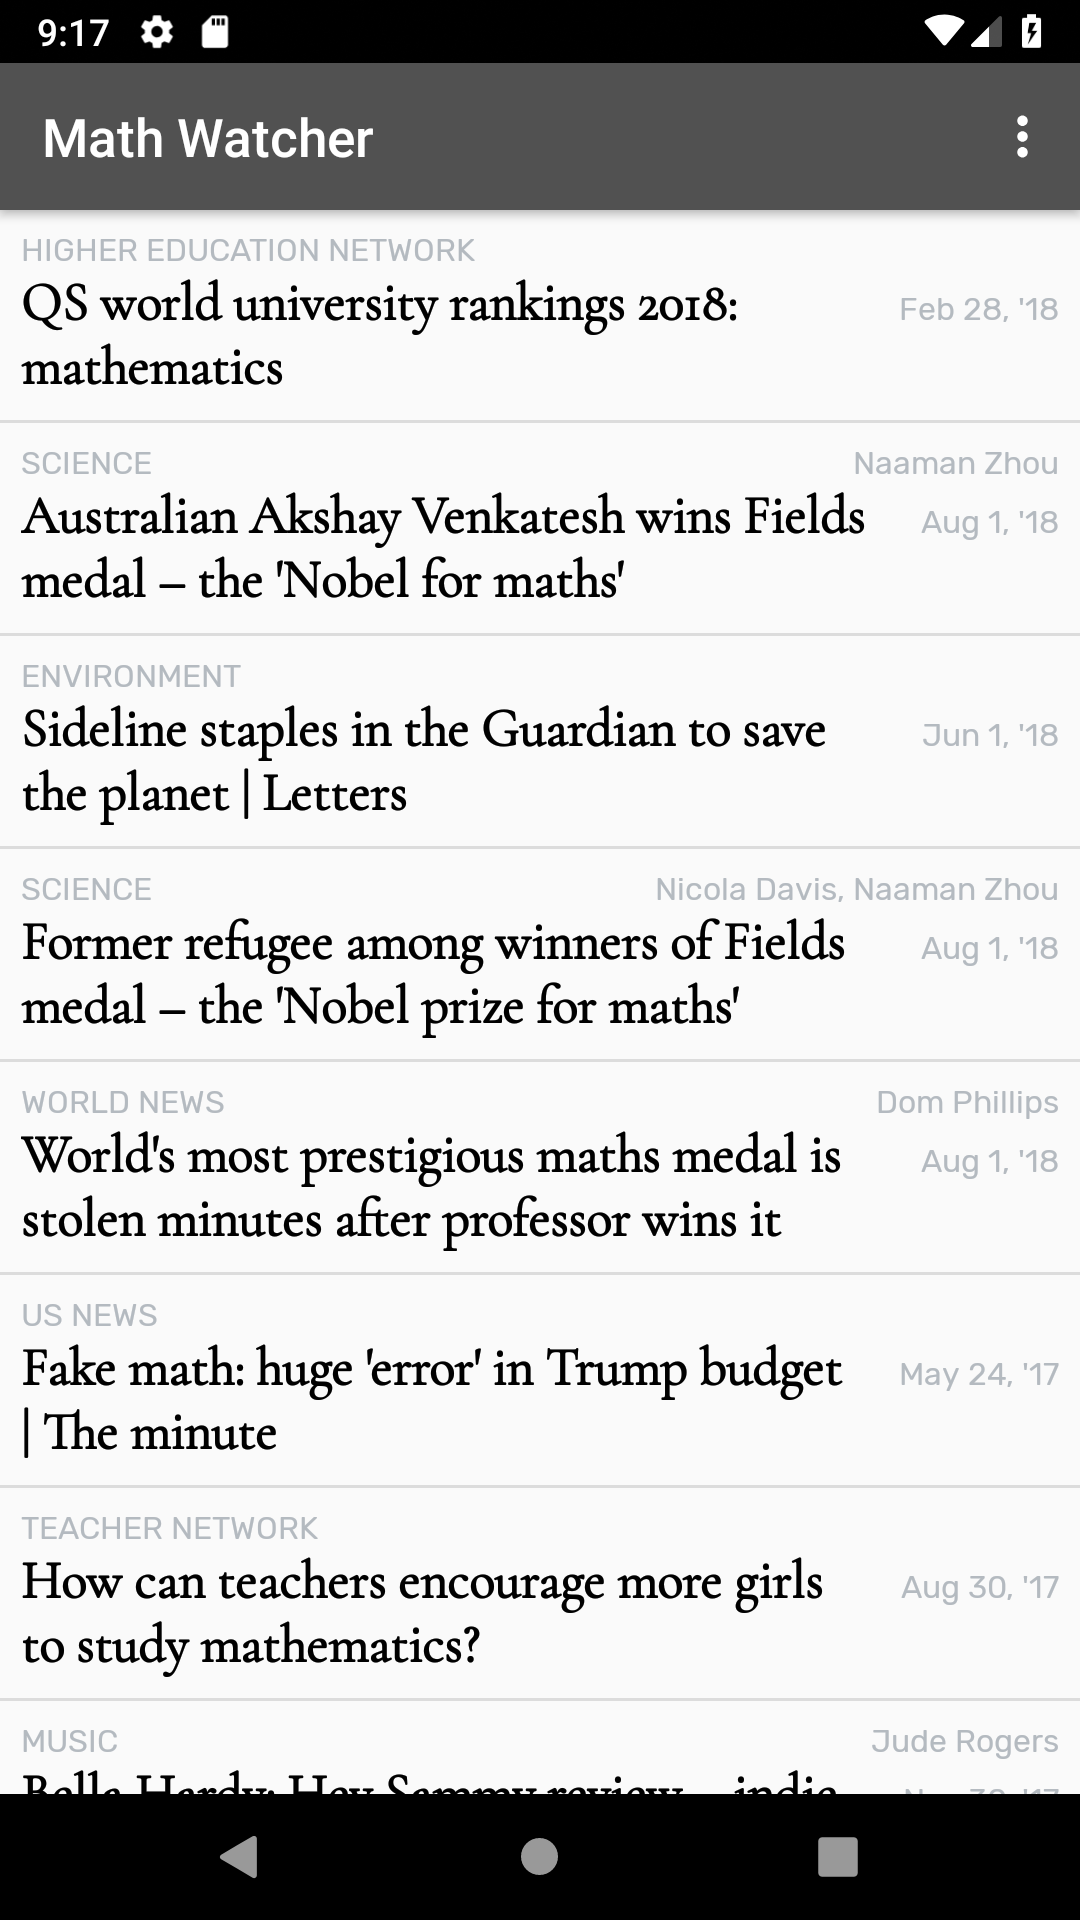 9:17
Math Watcher
HIGHER EDUCATION NETWORK
QS world university rankings 2018:
Feb 28, '18
mathematics
SCIENCE
Naaman Zhou
Australian Akshay Venkatesh wins Fields
Aug 1, '18
medal – the 'Nobel for maths'
ENVIRONMENT
Sideline staples in the Guardian to save
Jun 1, '18
the planet | Letters
SCIENCE
Nicola Davis, Naaman Zhou
Former refugee among winners of Fields
Aug 1, '18
medal – the 'Nobel prize for maths'
WORLD NEWS
Dom Phillips
World's most prestigious maths medal is
Aug 1, '18
stolen minutes after professor wins it
US NEWS
Fake math: huge 'error' in Trump budget
May 24, '17
| The minute
TEACHER NETWORK
How can teachers encourage more girls
Aug 30, '17
to study mathematics?
MUSIC
Jude Rogers
Bella Hardy: Hey Sammy review – indie